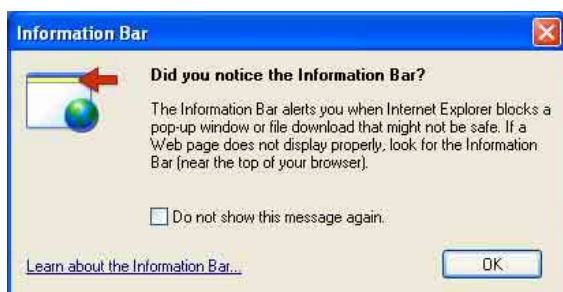 Information Bar
Did you notice the Information Bar?
The Information Bar alerts you when Internet Explorer blocks a
pop-up window or file download that might not be safe. If a
Web page does not display properly, look for the Information
Bar (near the top of your browser).
Do not show this message again.
Learn about the Information Bar...
OK